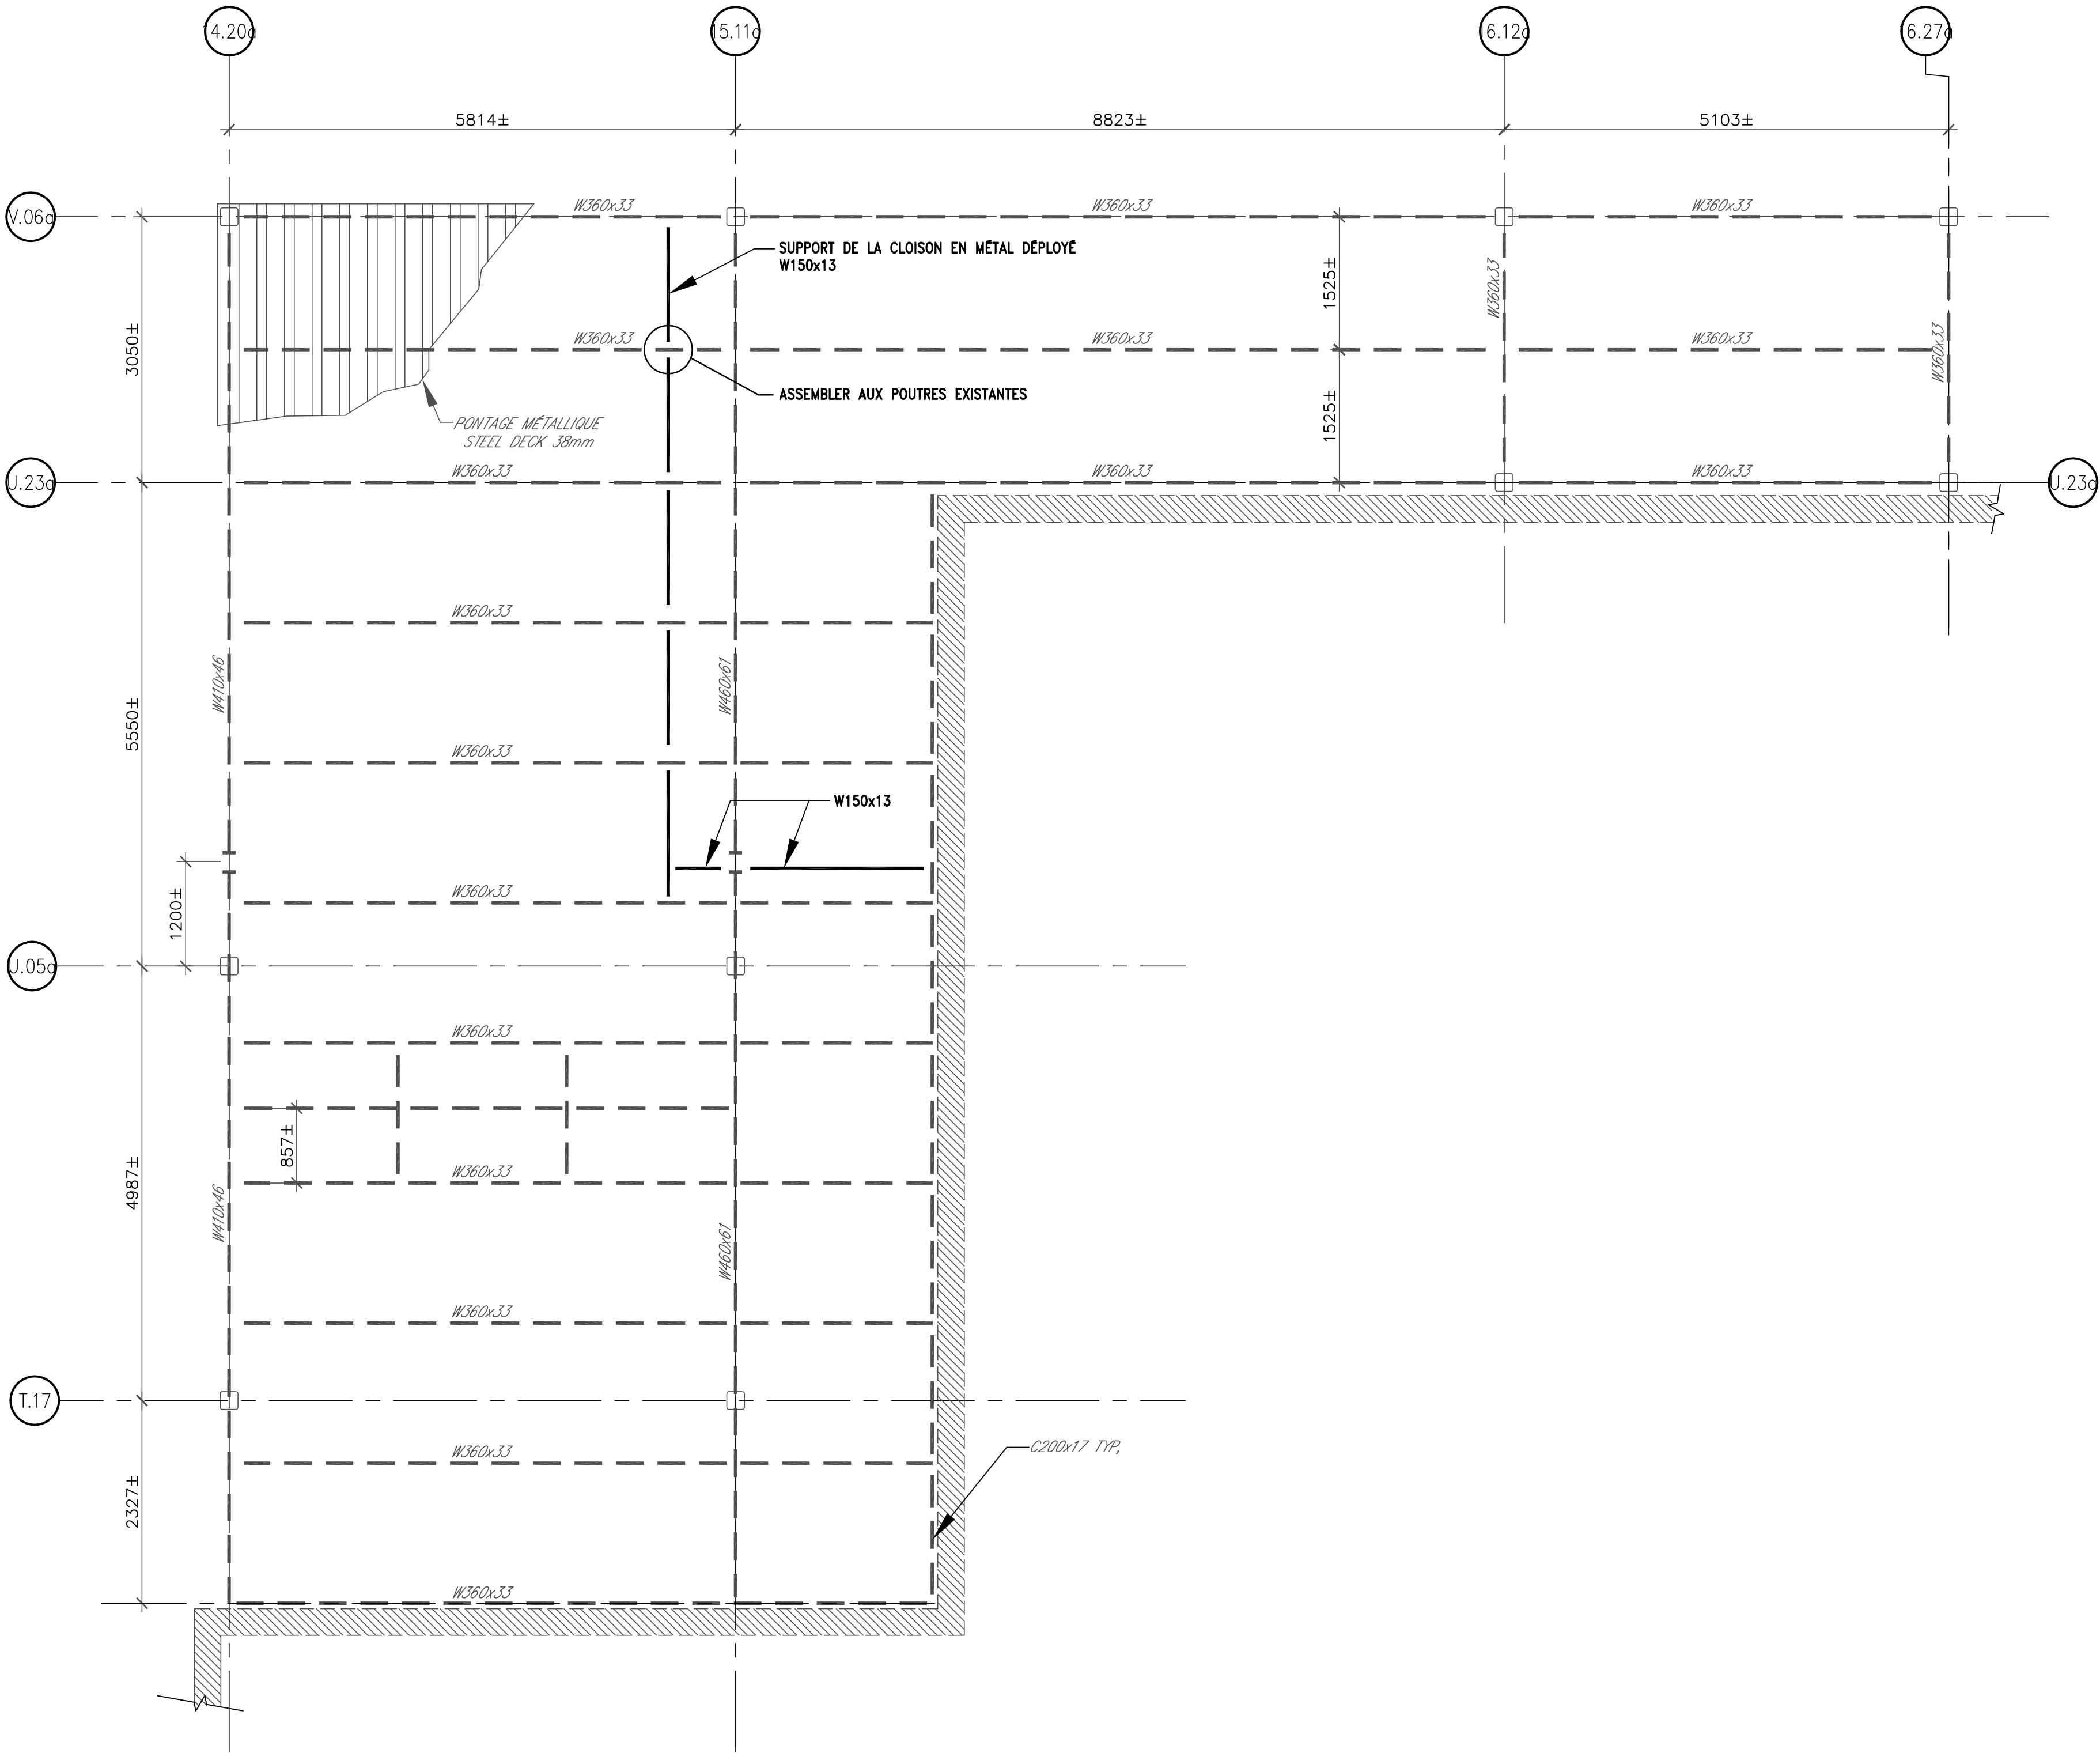 14.20a
15.11a
16.12a
16.27a
5814±
8823±
5103±
V.06a
W360x33
W360x33
W360x33
SUPPORT DE LA CLOISON EN MÉTAL DÉPLOYÉ
W150x13
1525±
W360x33
3050±
W360x33
W360x33
W360x33
W360x33
ASSEMBLER AUX POUTRES EXISTANTES
1525±
PONTAGE MÉTALLIQUE
STEEL DECK 38mm
U.23a
W360x33
W360x33
W360x33
U.23a
W360x33
W410x46
W460x61
5550±
W360x33
W150x13
1200±
W360x33
U.05a
W360x33
857±
W360x33
4987±
W410x46
W460x61
W360x33
T.17
W360x33
C200x17 TYP,
2327±
W360x33